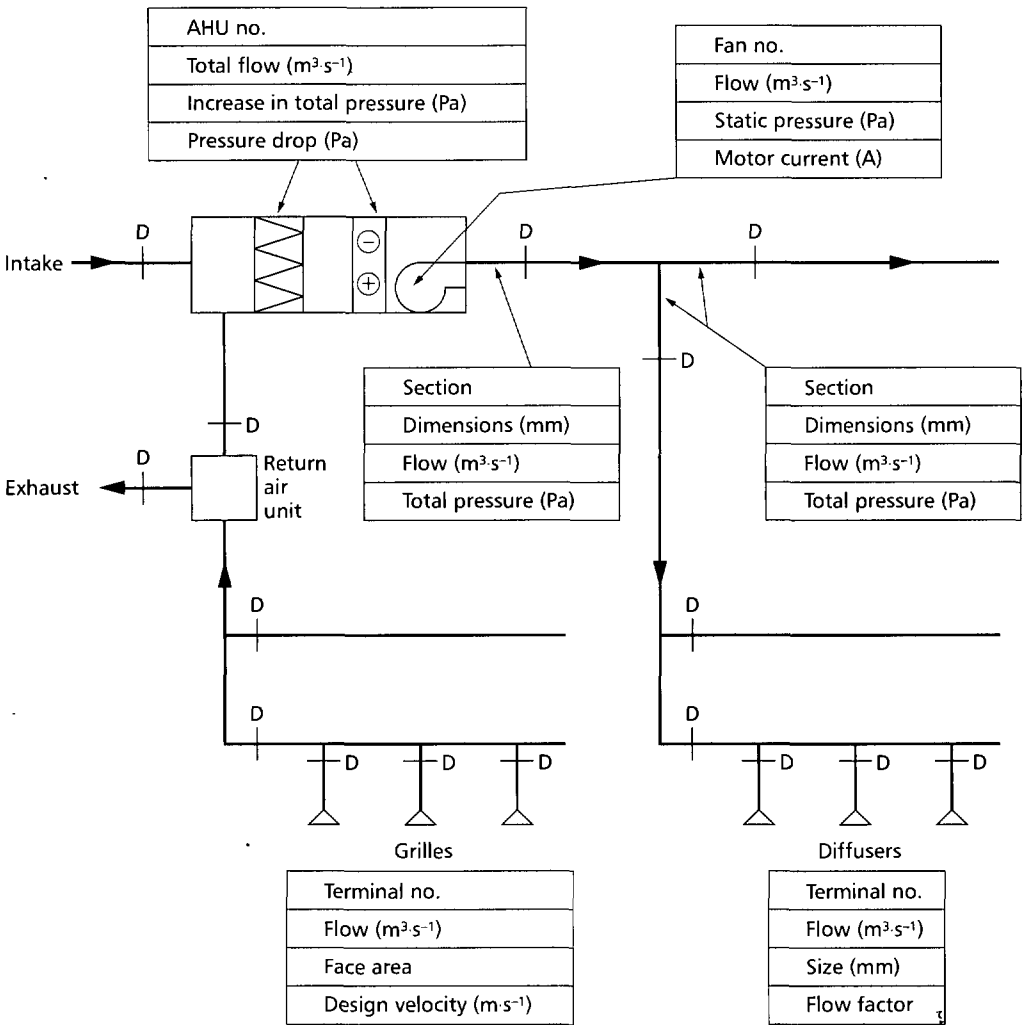 AHU no.
Total flow (m³·s⁻¹)
Increase in total pressure (Pa)
Pressure drop (Pa)
Fan no.
Flow (m³·s⁻¹)
Static pressure (Pa)
Motor current (A)
D
D
D
Intake
D
Section
Dimensions (mm)
Flow (m³·s⁻¹)
Total pressure (Pa)
Section
Dimensions (mm)
Flow (m³·s⁻¹)
Total pressure (Pa)
D
D
Exhaust
Return
air
unit
D
D
D
D
D
D
D
D
D
D
Grilles
Terminal no.
Flow (m³·s⁻¹)
Face area
Design velocity (m·s⁻¹)
Diffusers
Terminal no.
Flow (m³·s⁻¹)
Size (mm)
Flow factor